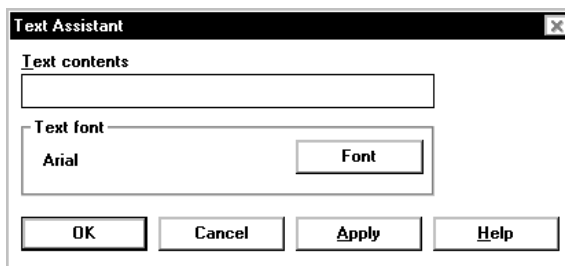 Text Assistant
Text contents
Text font
Arial
Font
OK Cancel Apply Help